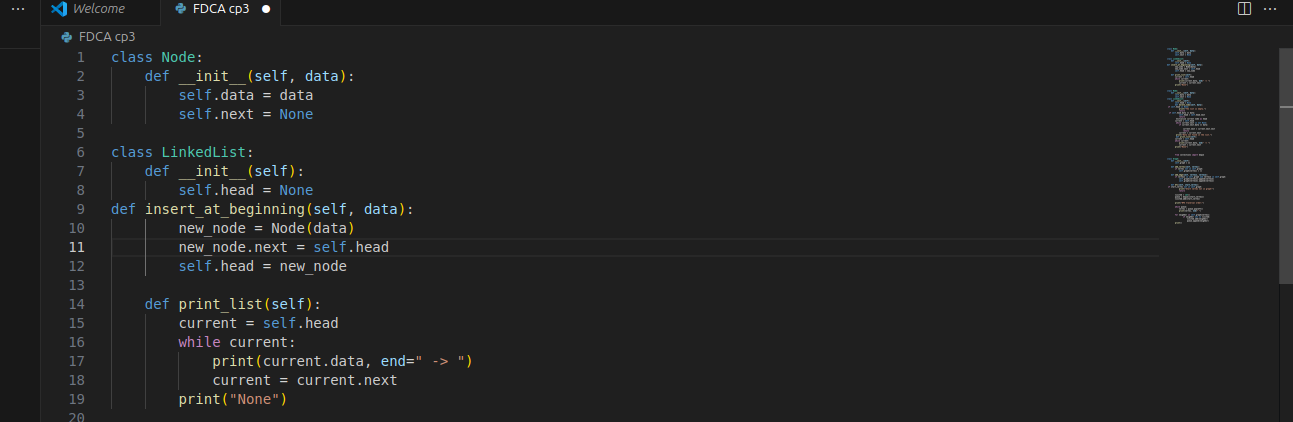 Welcome
FDCA cp3
FDCA cp3
1 class Node:
2     def __init__(self, data):
3         self.data = data
4         self.next = None
5
6 class LinkedList:
7     def __init__(self):
8         self.head = None
9 def insert_at_beginning(self, data):
10         new_node = Node(data)
11         new_node.next = self.head
12         self.head = new_node
13
14     def print_list(self):
15         current = self.head
16         while current:
17             print(current.data, end=" -> ")
18             current = current.next
19         print("None")
20